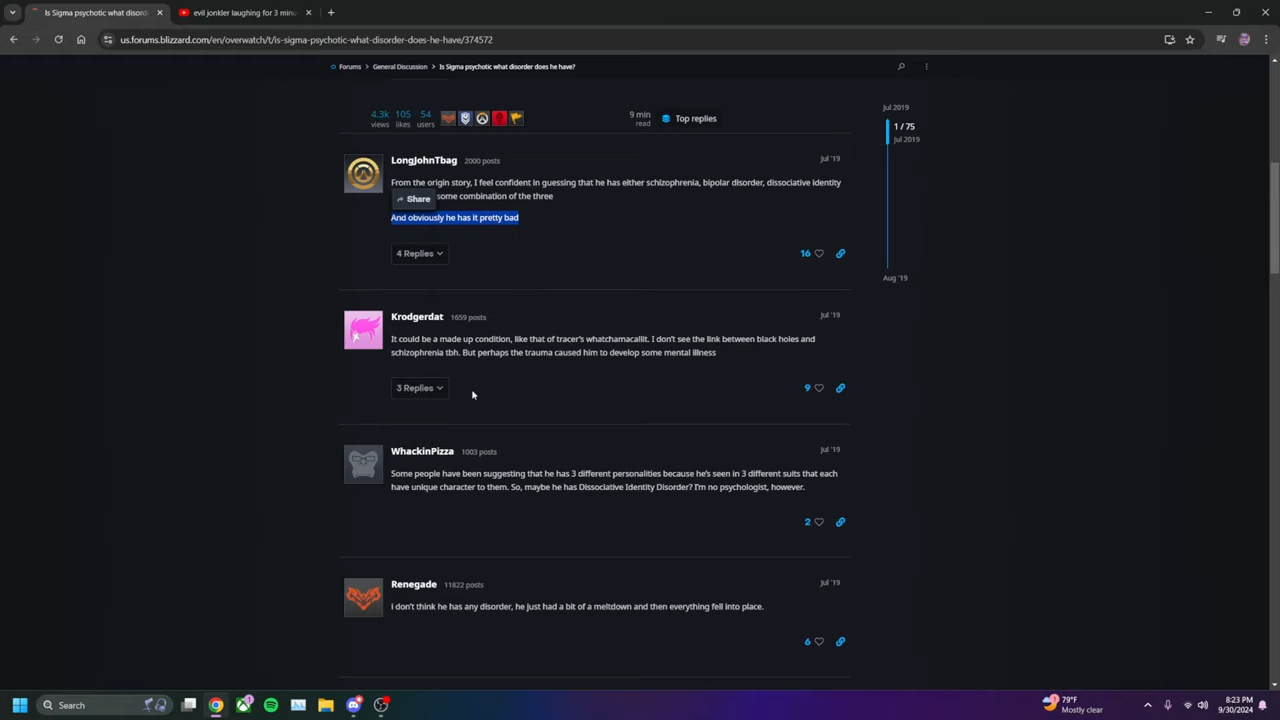 Is Sigma psychotic what disord
evil jonkler laughing for 3 minu
us.forums.blizzard.com/en/overwatch/t/is-sigma-psychotic-what-disorder-does-he-have/374572
Forums > General Discussion > Is Sigma psychotic what disorder does he have?
4.3k 105 54
views likes users
9 min
read
Top replies
Jul 2019
1 / 75
Jul 2019
Aug '19
LongJohnTbag 2000 posts Jul '19
From the origin story, I feel confident in guessing that he has either schizophrenia, bipolar disorder, dissociative identity
Share some combination of the three
And obviously he has it pretty bad
4 Replies 16
Krodgerdat 1659 posts Jul '19
It could be a made up condition, like that of tracer's whatchamacallit. I don't see the link between black holes and
schizophrenia tbh. But perhaps the trauma caused him to develop some mental illness
3 Replies 9
WhackinPizza 1003 posts Jul '19
Some people have been suggesting that he has 3 different personalities because he's seen in 3 different suits that each
have unique character to them. So, maybe he has Dissociative Identity Disorder? I'm no psychologist, however.
2
Renegade 11822 posts Jul '19
I don't think he has any disorder, he just had a bit of a meltdown and then everything fell into place.
6
Search
79°F
Mostly clear
8:23 PM
9/30/2024